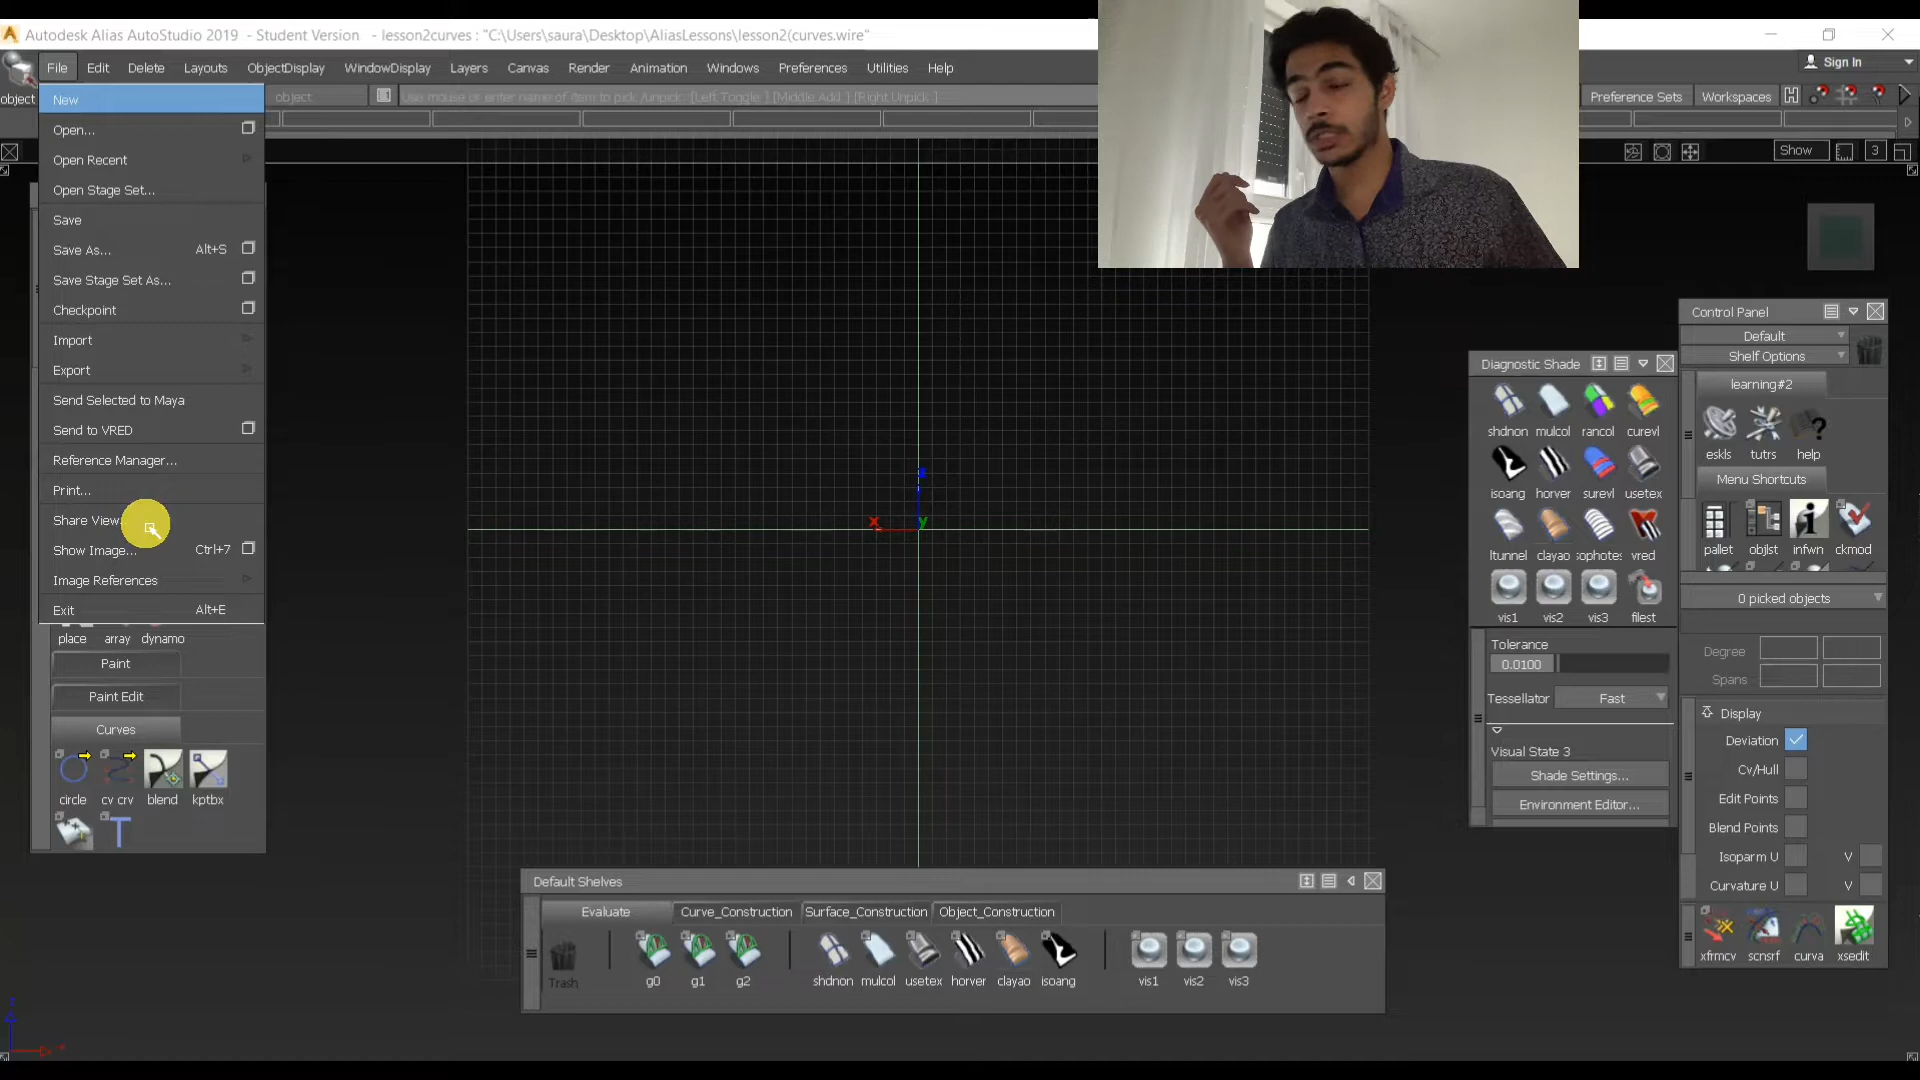 Autodesk Alias AutoStudio 2019 - Student Version - lesson2curves : "C:\Users\saura\Desktop\AliasLessons\lesson2(curves.wire"
File Edit Delete Layouts ObjectDisplay WindowDisplay Layers Canvas Render Animation Windows Preferences Utilities Help
Sign In
object
object
Use mouse or enter name of item to pick /unpick: [Left Toggle ] [Middle Add ] [Right Unpick ]
Preference Sets
Workspaces
Show
3
New
Open...
Open Recent
Open Stage Set...
Save
Save As... Alt+S
Save Stage Set As...
Checkpoint
Import
Export
Send Selected to Maya
Send to VRED
Reference Manager...
Print...
Share View
Show Image... Ctrl+7
Image References
Exit Alt+E
place array dynamo
Paint
Paint Edit
Curves
circle cv crv blend kptbx
x y
Diagnostic Shade
shdnon mulcol rancol curevl
isoang horver surevl usetex
ltunnel clayao sophotes vred
vis1 vis2 vis3 filest
Tolerance
0.0100
Tessellator Fast
Visual State 3
Shade Settings...
Environment Editor...
Control Panel
Default
Shelf Options
learning#2
eskls tutrs help
Menu Shortcuts
pallet objlst infwn ckmod
0 picked objects
Degree
Spans
Display
Deviation
Cv/Hull
Edit Points
Blend Points
Isoparm U V
Curvature U V
xfrmcv scnsrf curva xsedit
Default Shelves
Evaluate Curve_Construction Surface_Construction Object_Construction
Trash g0 g1 g2 shdnon mulcol usetex horver clayao isoang vis1 vis2 vis3